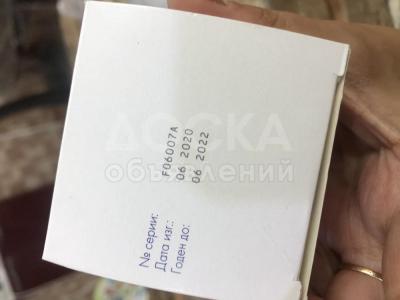 № серии: F06007A
Дата изг.: 06 2020
Годен до: 06 2022
ДОСКА
объявлений